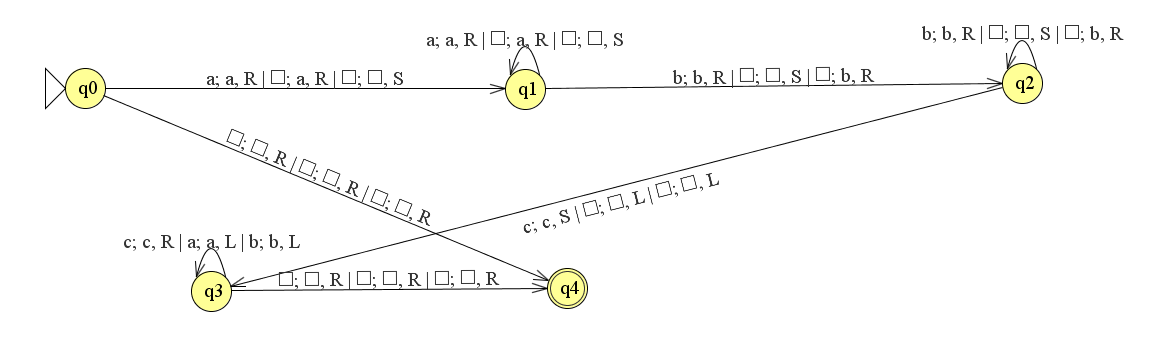 a; a, R | □; a, R | □; □, S
b; b, R | □; □, S | □; b, R
q0
a; a, R | □; a, R | □; □, S
q1
b; b, R | □; □, S | □; b, R
q2
□; □, R | □; □, R | □; □, R
c; c, S | □; □, L | □; □, L
c; c, R | a; a, L | b; b, L
q3
□; □, R | □; □, R | □; □, R
q4